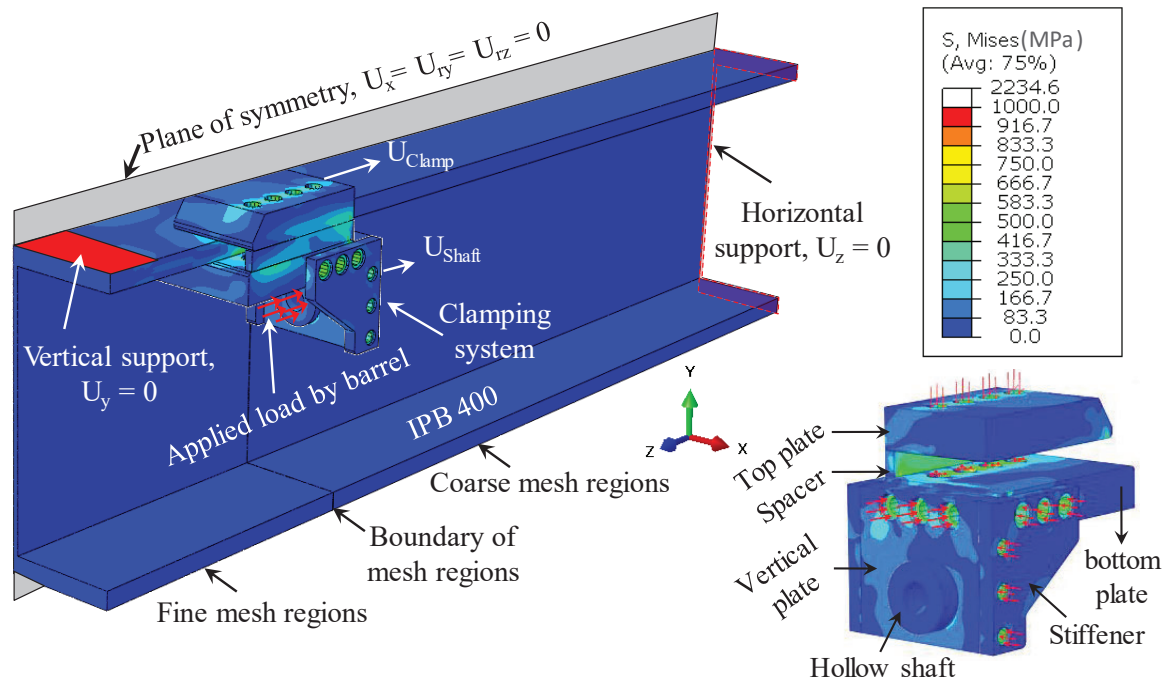 Plane of symmetry, Ux= Ury= Urz = 0
UClamp
UShaft
Horizontal
support, Uz = 0
Clamping
system
Vertical support,
Uy = 0
Applied load by barrel
IPB 400
Coarse mesh regions
Boundary of
mesh regions
Fine mesh regions
Y
Z
X
S, Mises(MPa)
(Avg: 75%)
2234.6
1000.0
916.7
833.3
750.0
666.7
583.3
500.0
416.7
333.3
250.0
166.7
83.3
0.0
Top plate
Spacer
Vertical
plate
bottom
plate
Stiffener
Hollow shaft